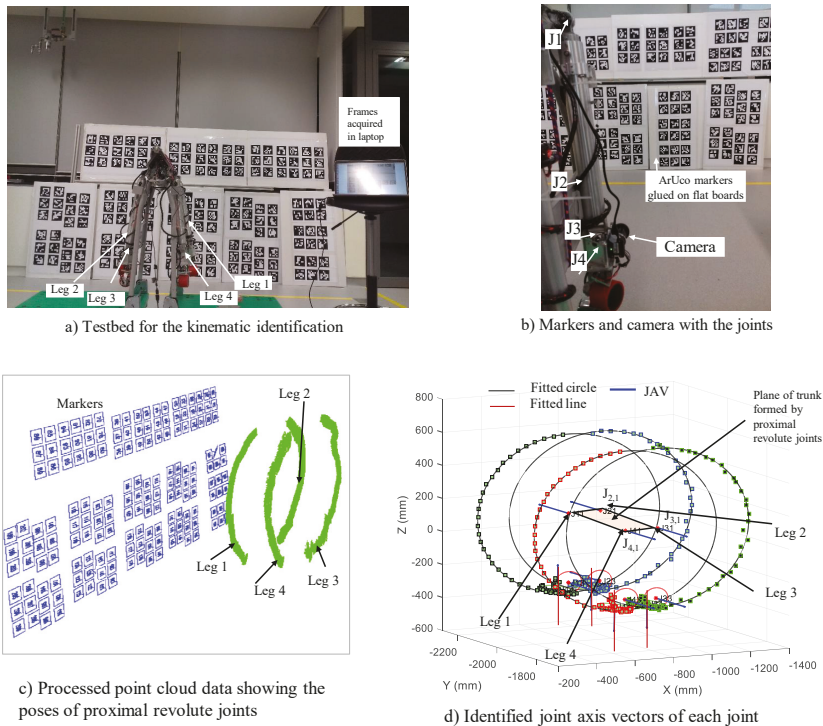 Frames
acquired
in laptop
Leg 2
Leg 3
Leg 4
Leg 1
a) Testbed for the kinematic identification
J1
J2
J3
J4
ArUco markers
glued on flat boards
Camera
b) Markers and camera with the joints
Markers
Leg 2
Leg 1
Leg 4
Leg 3
c) Processed point cloud data showing the
poses of proximal revolute joints
Fitted circle
JAV
Fitted line
Plane of trunk
formed by
proximal
revolute joints
800
600
400
200
0
-200
-400
-600
Z (mm)
J2,1
J3,1
J4,1
Leg 2
Leg 3
Leg 1
Leg 4
-2200
-2000
-1800
Y (mm)
-200
-400
-600
-800
-1000
-1200
-1400
X (mm)
d) Identified joint axis vectors of each joint